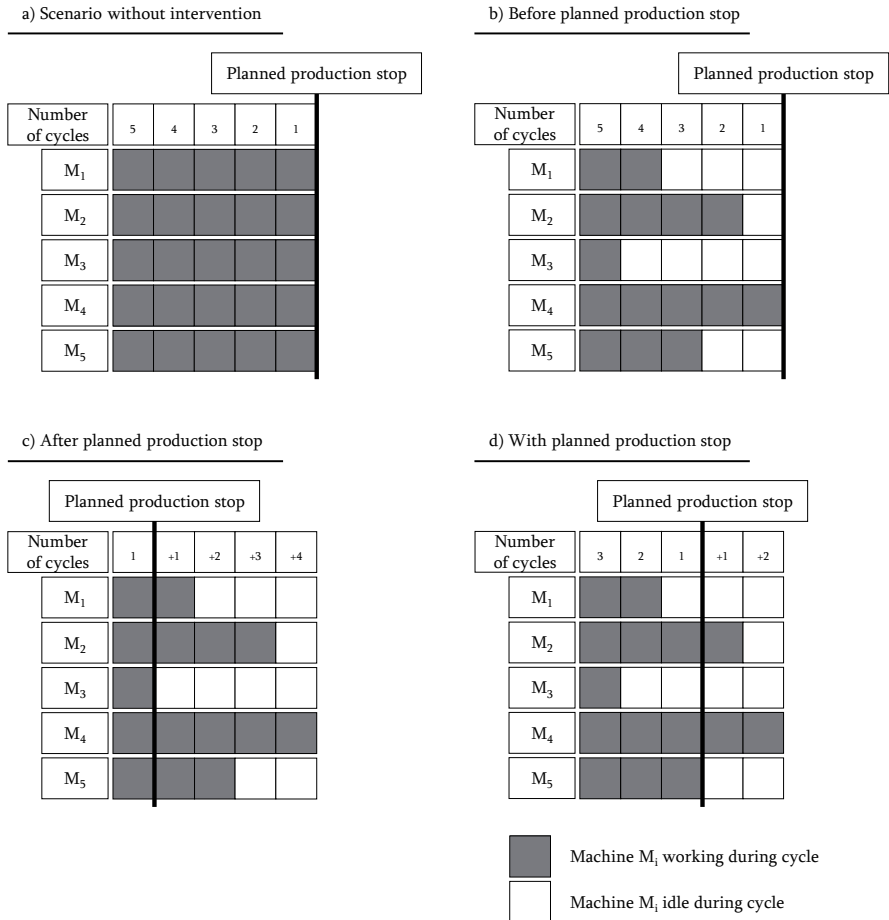 a) Scenario without intervention
Planned production stop
Number
of cycles
5 4 3 2 1
M1
M2
M3
M4
M5
b) Before planned production stop
Planned production stop
Number
of cycles
5 4 3 2 1
M1
M2
M3
M4
M5
c) After planned production stop
Planned production stop
Number
of cycles
1 +1 +2 +3 +4
M1
M2
M3
M4
M5
d) With planned production stop
Planned production stop
Number
of cycles
3 2 1 +1 +2
M1
M2
M3
M4
M5
Machine Mi working during cycle
Machine Mi idle during cycle